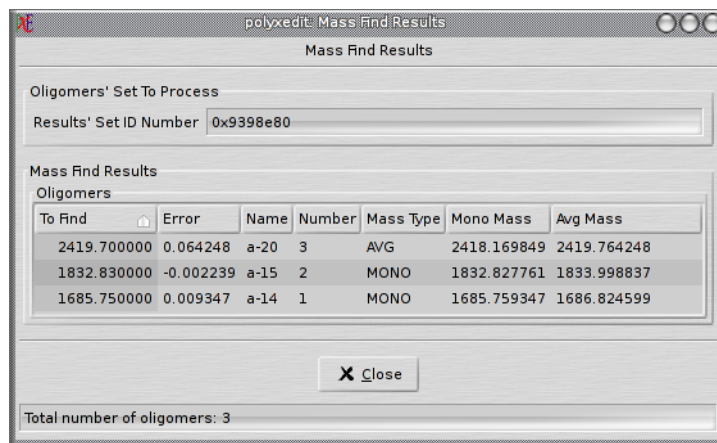 polyxedit: Mass Find Results
Mass Find Results
Oligomers' Set To Process
Results' Set ID Number 0x9398e80
Mass Find Results
Oligomers
To Find Error Name Number Mass Type Mono Mass Avg Mass
2419.700000 0.064248 a-20 3 AVG 2418.169849 2419.764248
1832.830000 -0.002239 a-15 2 MONO 1832.827761 1833.998837
1685.750000 0.009347 a-14 1 MONO 1685.759347 1686.824599
Close
Total number of oligomers: 3